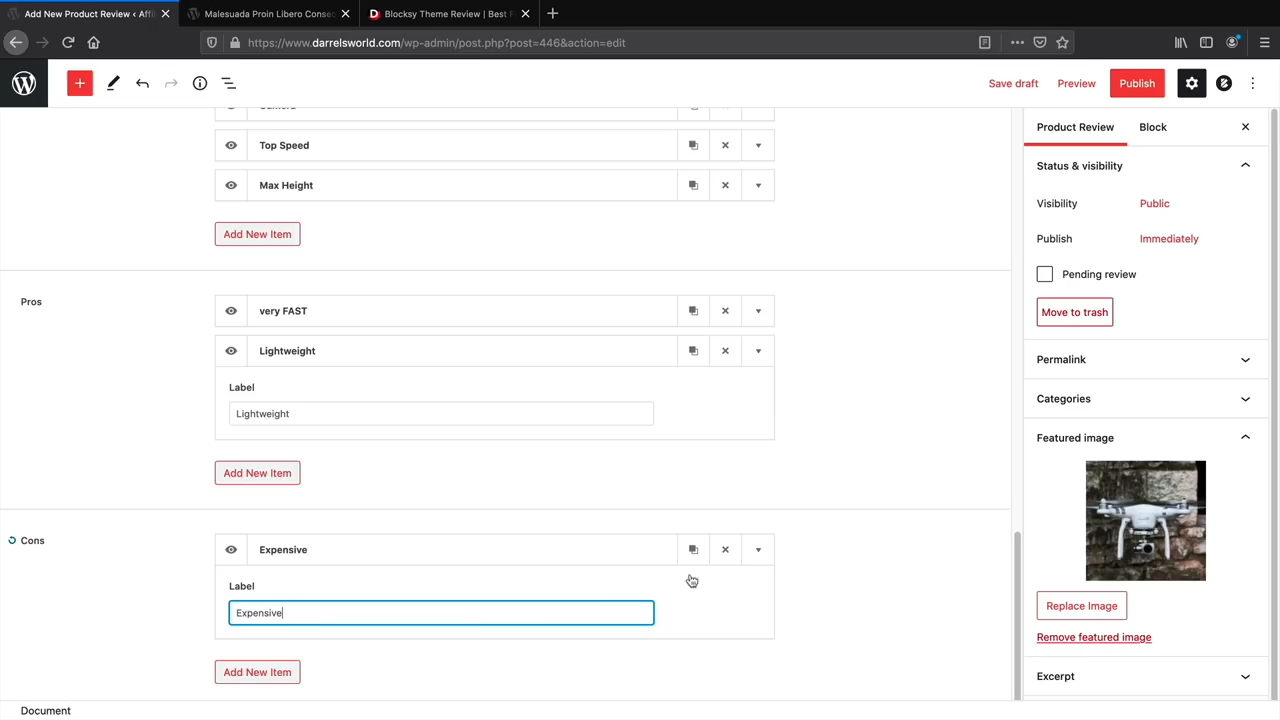 Add New Product Review ‹ Affili
Malesuada Proin Libero Consec
Blocksy Theme Review | Best F
https://www.darrelsworld.com/wp-admin/post.php?post=446&action=edit
Save draft
Preview
Publish
Product Review
Block
Top Speed
Max Height
Add New Item
Status & visibility
Visibility
Public
Publish
Immediately
Pending review
Move to trash
Pros
very FAST
Lightweight
Label
Lightweight
Add New Item
Permalink
Categories
Featured image
Cons
Expensive
Label
Expensive
Add New Item
Replace Image
Remove featured image
Excerpt
Document